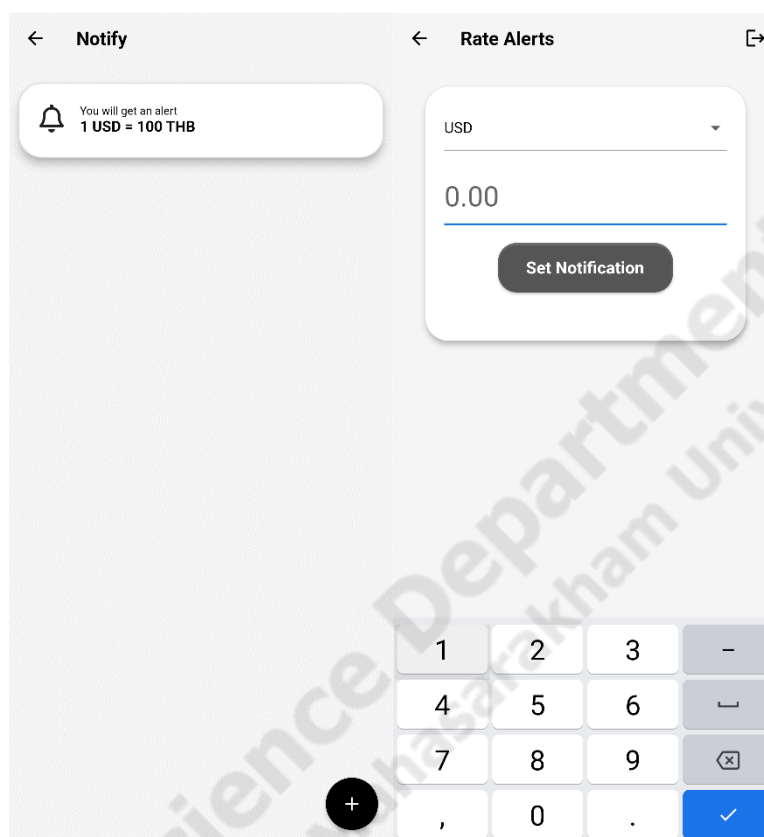 Notify
You will get an alert
1 USD = 100 THB
+
Rate Alerts
USD
0.00
Set Notification
1 2 3 –
4 5 6
7 8 9
, 0 .
Department